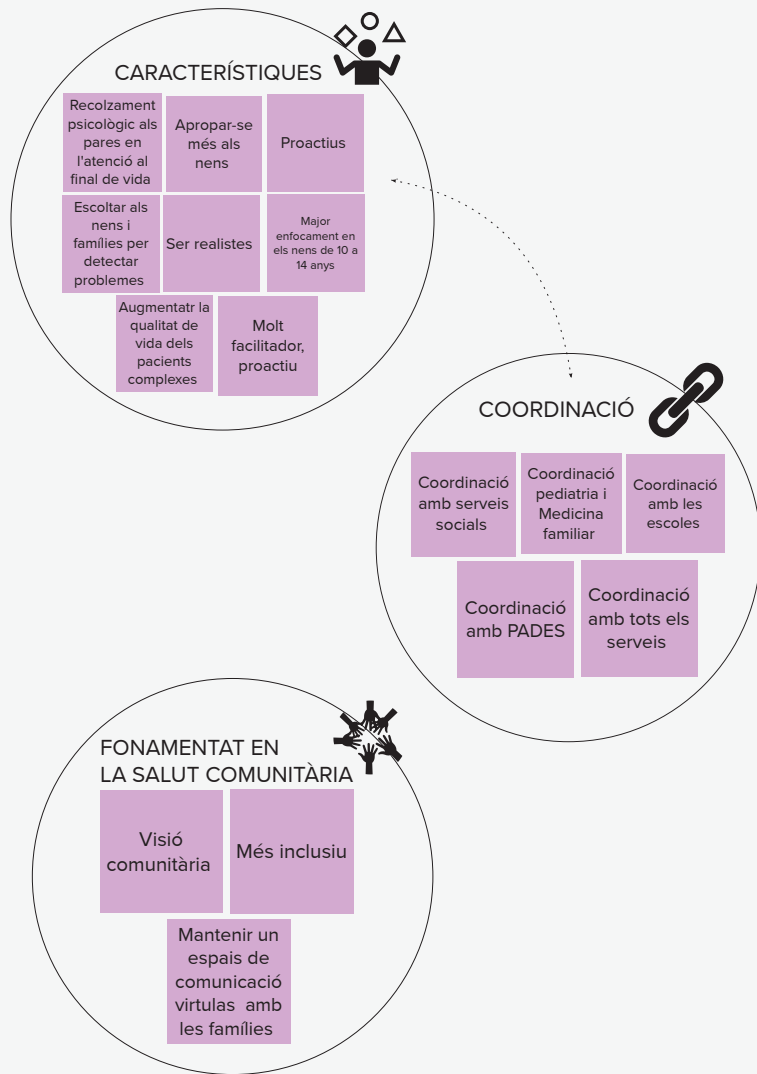 CARACTERÍSTIQUES
Recolzament
psicològic als
pares en
l'atenció al
final de vida
Apropar-se
més als
nens
Proactius
Escoltar als
nens i
famílies per
detectar
problemes
Ser realistes
Major
enfocament en
els nens de 10 a
14 anys
Augmentatr la
qualitat de
vida dels
pacients
complexes
Molt
facilitador,
proactiu
COORDINACIÓ
Coordinació
amb serveis
socials
Coordinació
pediatria i
Medicina
familiar
Coordinació
amb les
escoles
Coordinació
amb PADES
Coordinació
amb tots els
serveis
FONAMENTAT EN
LA SALUT COMUNITÀRIA
Visió
comunitària
Més inclusiu
Mantenir un
espais de
comunicació
virtulas amb
les famílies